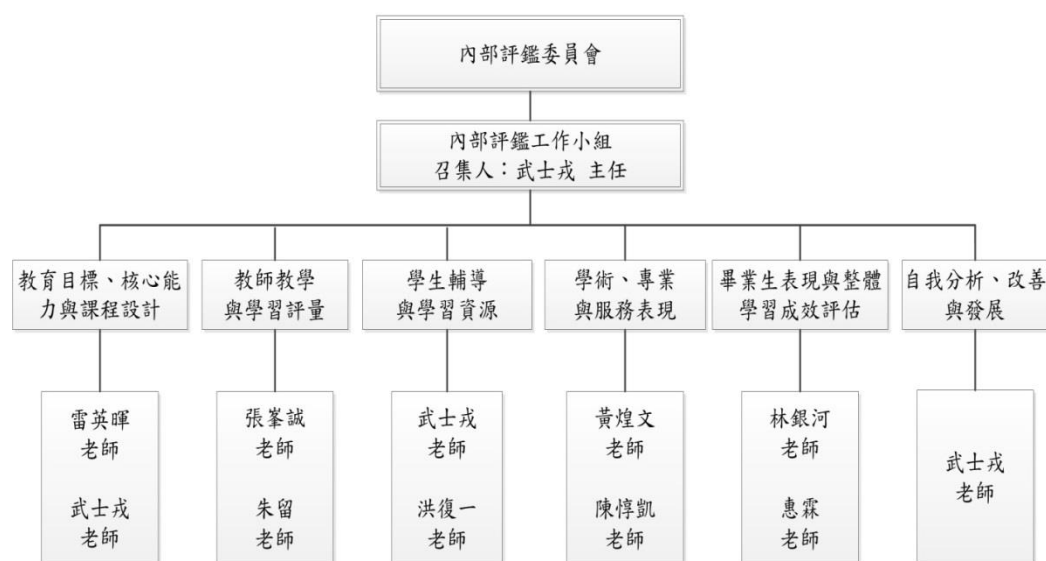 內部評鑑委員會
內部評鑑工作小組
召集人：武士戎 主任
教育目標、核心能
力與課程設計
教師教學
與學習評量
學生輔導
與學習資源
學術、專業
與服務表現
畢業生表現與整體
學習成效評估
自我分析、改善
與發展
雷英暉
老師
武士戎
老師
張峯誠
老師
朱留
老師
武士戎
老師
洪復一
老師
黃煌文
老師
陳惇凱
老師
林銀河
老師
惠霖
老師
武士戎
老師